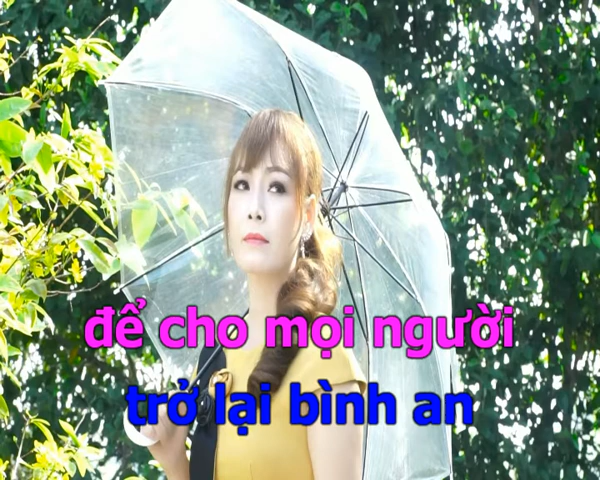 để cho mọi người
trở lại bình an